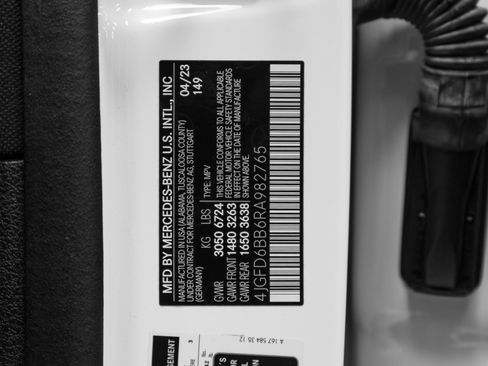 MFD BY MERCEDES-BENZ U.S. INTL., INC
MANUFACTURED IN USA (ALABAMA, TUSCALOOSA COUNTY)
UNDER CONTRACT FOR MERCEDES-BENZ AG, STUTTGART
(GERMANY)
04/23
149
KG LBS
GVWR 3050 6724
GAWR FRONT 1480 3263
GAWR REAR 1650 3638
TYPE: MPV
THIS VEHICLE CONFORMS TO ALL APPLICABLE
FEDERAL MOTOR VEHICLE SAFETY STANDARDS
IN EFFECT ON THE DATE OF MANUFACTURE
SHOWN ABOVE.
4JGFD6BB6RA982765
A 167 584 35 12